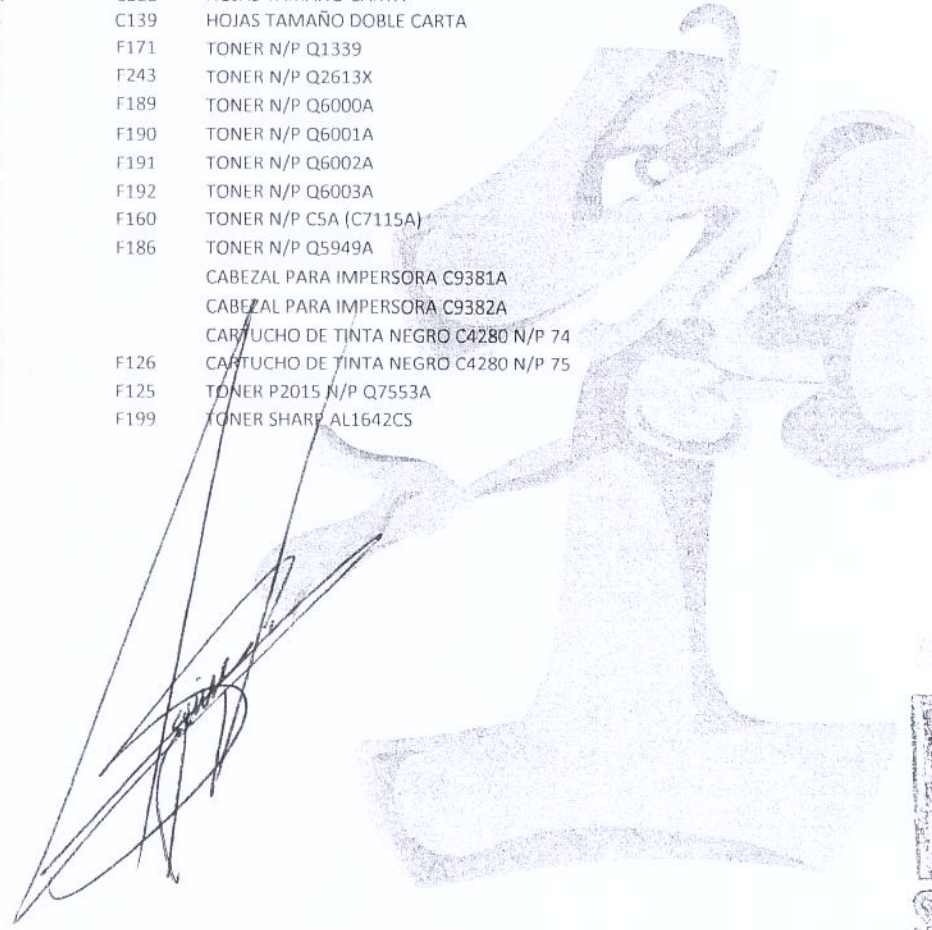 C139 HOJAS TAMAÑO DOBLE CARTA
F171 TONER N/P Q1339
F243 TONER N/P Q2613X
F189 TONER N/P Q6000A
F190 TONER N/P Q6001A
F191 TONER N/P Q6002A
F192 TONER N/P Q6003A
F160 TONER N/P C5A (C7115A)
F186 TONER N/P Q5949A
CABEZAL PARA IMPERSORA C9381A
CABEZAL PARA IMPERSORA C9382A
CARTUCHO DE TINTA NEGRO C4280 N/P 74
F126 CARTUCHO DE TINTA NEGRO C4280 N/P 75
F125 TONER P2015 N/P Q7553A
F199 TONER SHARP AL1642CS